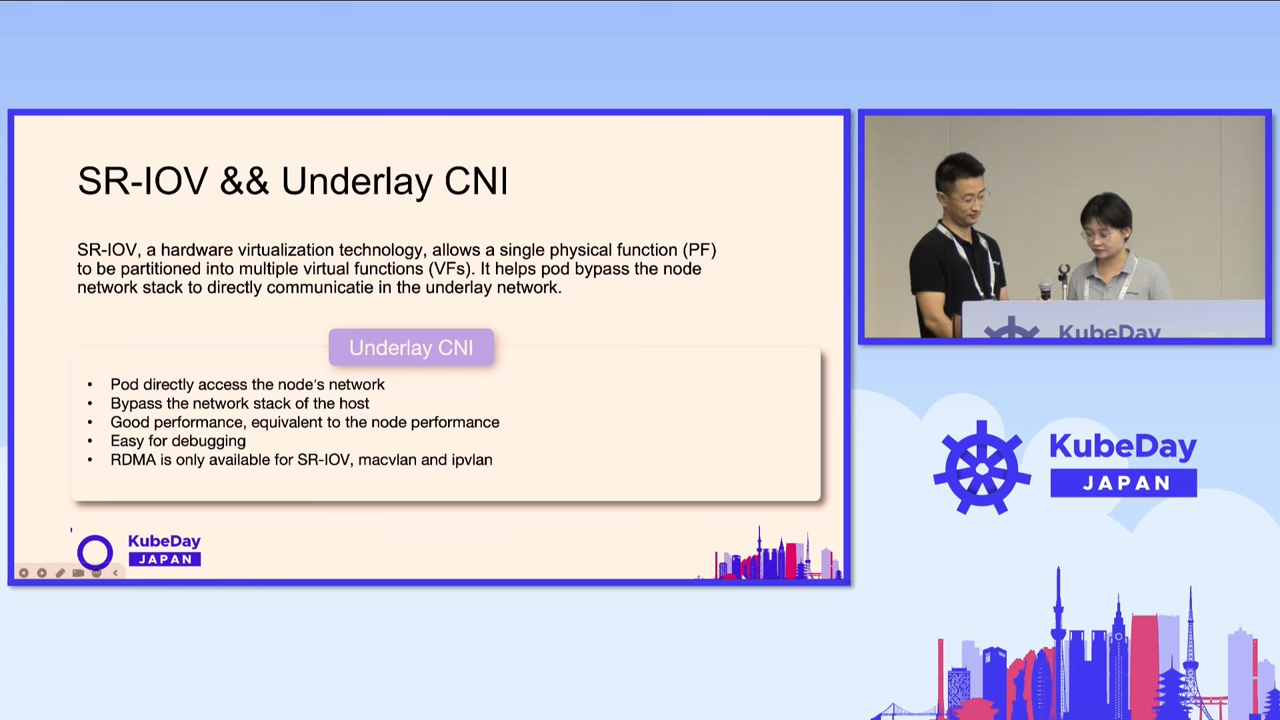 SR-IOV && Underlay CNI
SR-IOV, a hardware virtualization technology, allows a single physical function (PF)
to be partitioned into multiple virtual functions (VFs). It helps pod bypass the node
network stack to directly communicatie in the underlay network.
Underlay CNI
• Pod directly access the node's network
• Bypass the network stack of the host
• Good performance, equivalent to the node performance
• Easy for debugging
• RDMA is only available for SR-IOV, macvlan and ipvlan
KubeDay
JAPAN
KubeDay
KubeDay
JAPAN